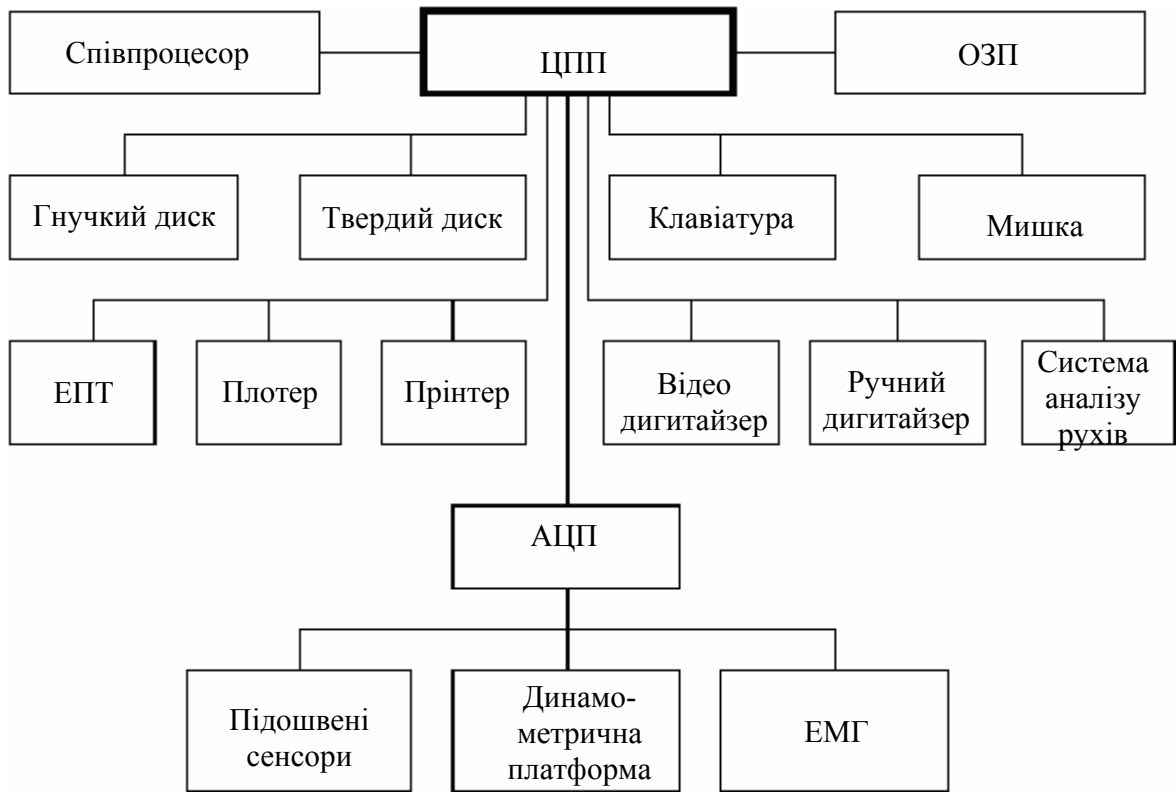 Співпроцесор
ЦПП
ОЗП
Гнучкий диск
Твердий диск
Клавіатура
Мишка
ЕПТ
Плотер
Прінтер
Відео
дигитайзер
Ручний
дигитайзер
Система
аналізу
рухів
АЦП
Підошвені
сенсори
Динамо-
метрична
платформа
ЕМГ